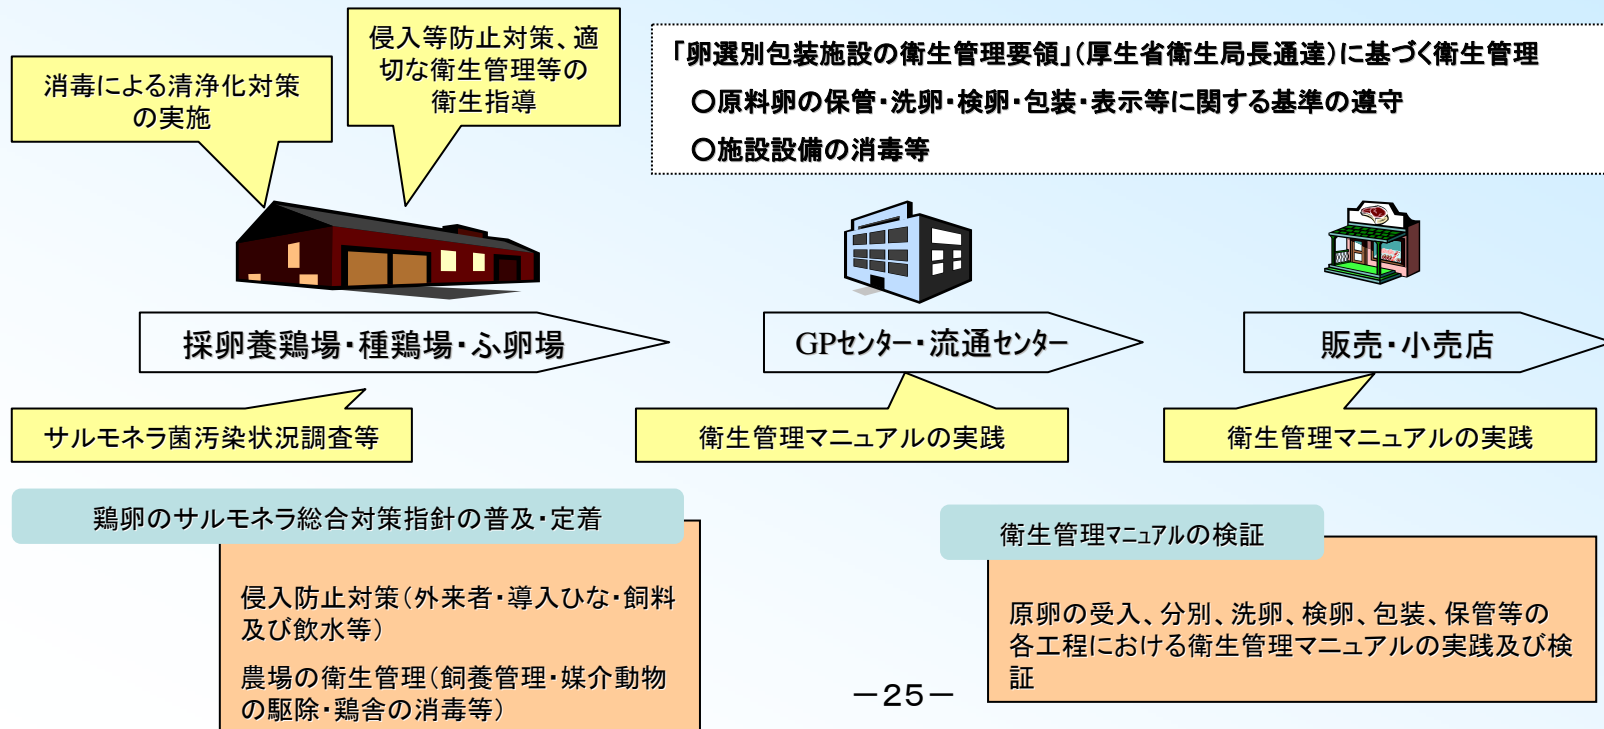 消毒による清浄化対策
の実施
侵入等防止対策、適
切な衛生管理等の
衛生指導
「卵選別包装施設の衛生管理要領」(厚生省衛生局長通達)に基づく衛生管理
○原料卵の保管・洗卵・検卵・包装・表示等に関する基準の遵守
○施設設備の消毒等
採卵養鶏場・種鶏場・ふ卵場
GPセンター・流通センター
販売・小売店
サルモネラ菌汚染状況調査等
衛生管理マニュアルの実践
衛生管理マニュアルの実践
鶏卵のサルモネラ総合対策指針の普及・定着
侵入防止対策(外来者・導入ひな・飼料
及び飲水等)
農場の衛生管理(飼養管理・媒介動物
の駆除・鶏舎の消毒等)
衛生管理マニュアルの検証
原卵の受入、分別、洗卵、検卵、包装、保管等の
各工程における衛生管理マニュアルの実践及び検
証
-25-